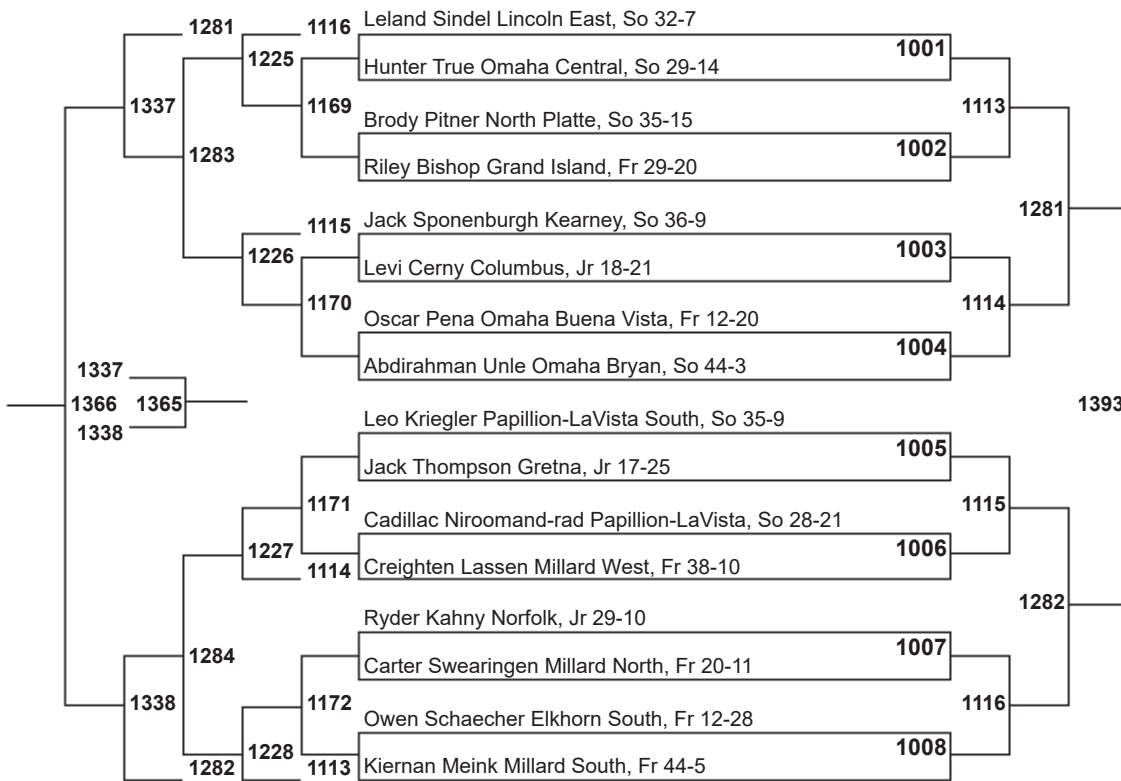 Leland Sindel Lincoln East, So 32-7
1281
1116
1001
1225
Hunter True Omaha Central, So 29-14
1337
1169
1113
Brody Pitner North Platte, So 35-15
1283
1002
Riley Bishop Grand Island, Fr 29-20
1281
1115
Jack Sponenburgh Kearney, So 36-9
1226
1003
Levi Cerny Columbus, Jr 18-21
1170
1114
Oscar Pena Omaha Buena Vista, Fr 12-20
1004
Abdirahman Unle Omaha Bryan, So 44-3
1337
1366
1365
1393
1338
Leo Kriegler Papillion-LaVista South, So 35-9
1005
Jack Thompson Gretna, Jr 17-25
1171
1115
Cadillac Niroomand-rad Papillion-LaVista, So 28-21
1227
1006
1114
Creighten Lassen Millard West, Fr 38-10
1282
Ryder Kahny Norfolk, Jr 29-10
1284
1007
Carter Swearingen Millard North, Fr 20-11
1338
1172
1116
Owen Schaecher Elkhorn South, Fr 12-28
1228
1008
1282
1113
Kiernan Meink Millard South, Fr 44-5